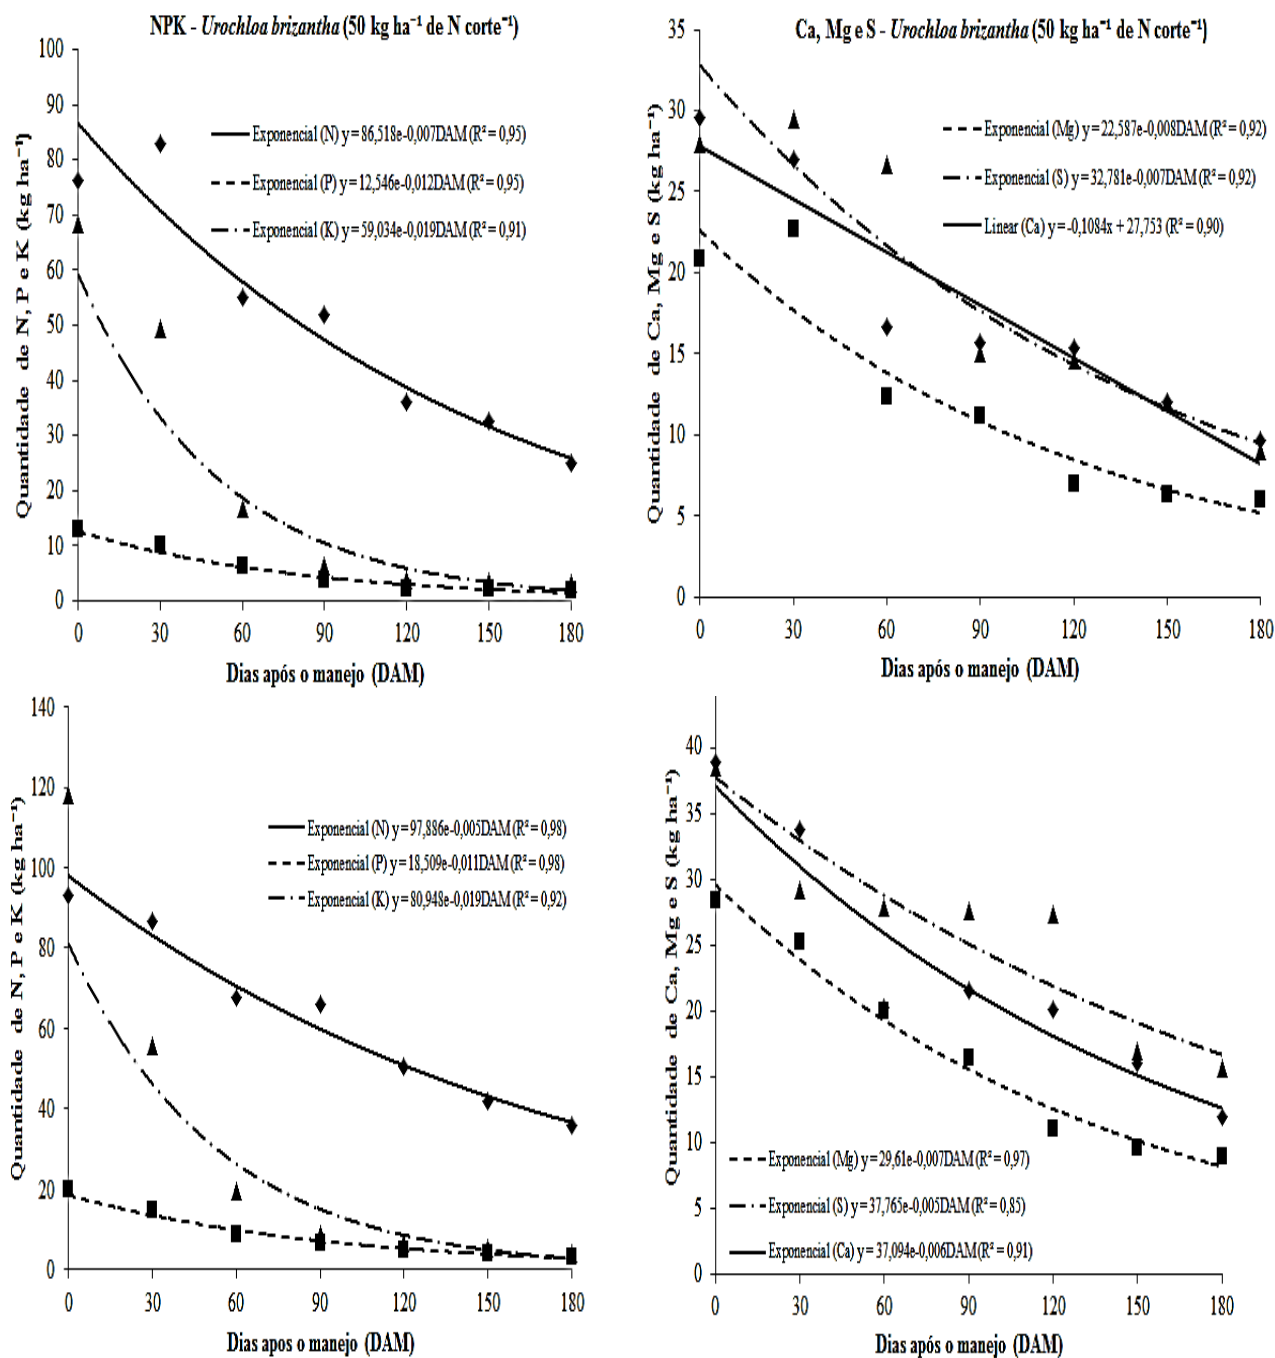 NPK - Urochloa brizantha (50 kg ha⁻¹ de N corte⁻¹)
100
90
80
70
60
50
40
30
20
10
0
Quantidade de N, P e K (kg ha⁻¹)
Exponencial (N) y = 86,518e-0,007DAM (R² = 0,95)
Exponencial (P) y = 12,546e-0,012DAM (R² = 0,95)
Exponencial (K) y = 59,034e-0,019DAM (R² = 0,91)
0 30 60 90 120 150 180
Dias após o manejo (DAM)
Ca, Mg e S - Urochloa brizantha (50 kg ha⁻¹ de N corte⁻¹)
35
30
25
20
15
10
5
0
Quantidade de Ca, Mg e S (kg ha⁻¹)
Exponencial (Mg) y = 22,587e-0,008DAM (R² = 0,92)
Exponencial (S) y = 32,781e-0,007DAM (R² = 0,92)
Linear (Ca) y = -0,1084x + 27,753 (R² = 0,90)
0 30 60 90 120 150 180
Dias após o manejo (DAM)
140
120
100
80
60
40
20
0
Quantidade de N, P e K (kg ha⁻¹)
Exponencial (N) y = 97,886e-0,005DAM (R² = 0,98)
Exponencial (P) y = 18,509e-0,011DAM (R² = 0,98)
Exponencial (K) y = 80,948e-0,019DAM (R² = 0,92)
0 30 60 90 120 150 180
Dias após o manejo (DAM)
40
35
30
25
20
15
10
5
0
Quantidade de Ca, Mg e S (kg ha⁻¹)
Exponencial (Mg) y = 29,61e-0,007DAM (R² = 0,97)
Exponencial (S) y = 37,765e-0,005DAM (R² = 0,85)
Exponencial (Ca) y = 37,094e-0,006DAM (R² = 0,91)
0 30 60 90 120 150 180
Dias após o manejo (DAM)